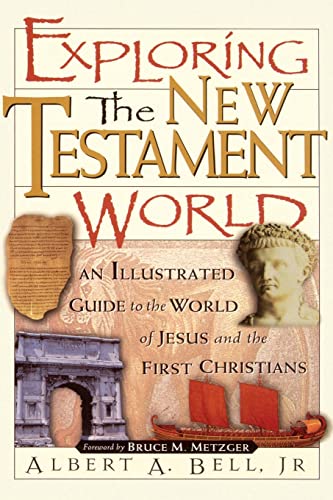 EXPLORING
The NEW
TESTAMENT
WORLD
AN ILLUSTRATED
GUIDE to the WORLD
of JESUS and the
FIRST CHRISTIANS
Foreword by BRUCE M. METZGER
ALBERT A. BELL, JR